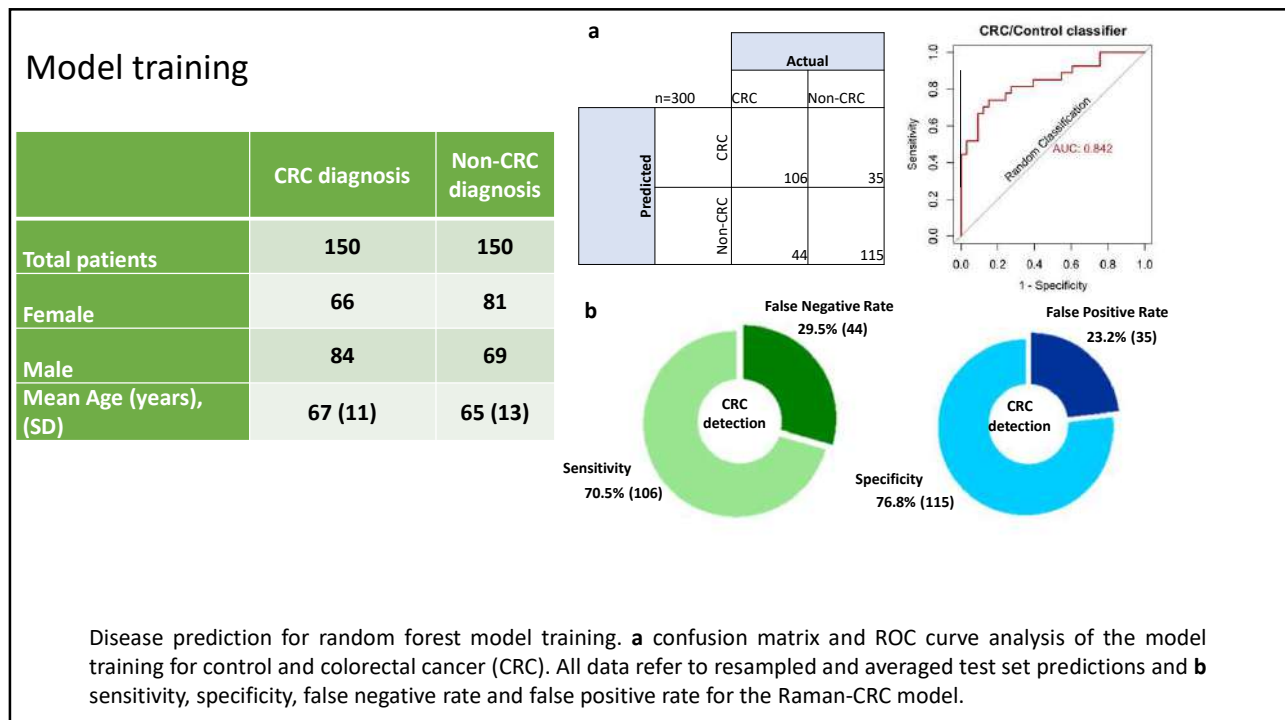 Model training
CRC diagnosis
Non-CRC
diagnosis
Total patients
150
150
Female
66
81
Male
84
69
Mean Age (years),
(SD)
67 (11)
65 (13)
a
Actual
n=300
CRC
Non-CRC
Predicted
CRC
106
35
Non-CRC
44
115
CRC/Control classifier
Sensitivity
1.0
0.8
0.6
0.4
0.2
0.0
Random Classification
AUC: 0.842
0.0 0.2 0.4 0.6 0.8 1.0
1 - Specificity
b
False Negative Rate
29.5% (44)
CRC
detection
Sensitivity
70.5% (106)
False Positive Rate
23.2% (35)
CRC
detection
Specificity
76.8% (115)
Disease prediction for random forest model training. a confusion matrix and ROC curve analysis of the model
training for control and colorectal cancer (CRC). All data refer to resampled and averaged test set predictions and b
sensitivity, specificity, false negative rate and false positive rate for the Raman-CRC model.